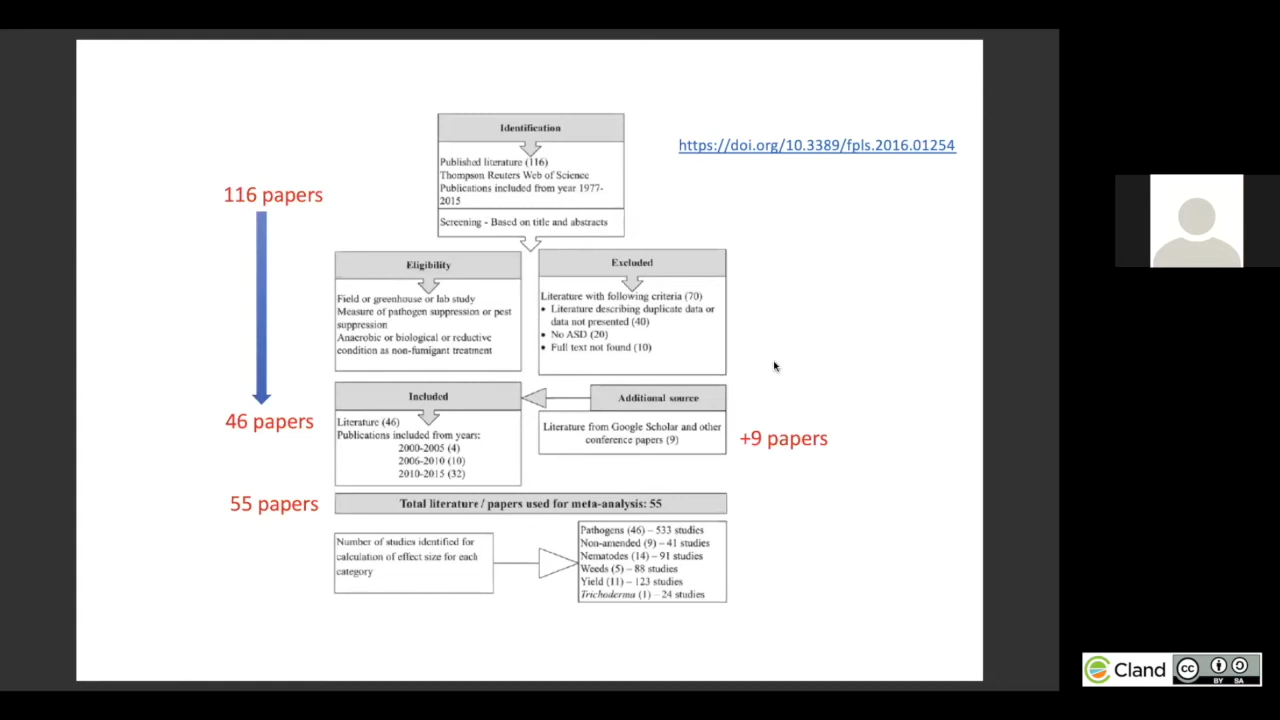 Identification
https://doi.org/10.3389/fpls.2016.01254
Published literature (116)
Thompson Reuters Web of Science
Publications included from year 1977-
2015
116 papers
Screening - Based on title and abstracts
Eligibility
Field or greenhouse or lab study
Measure of pathogen suppression or pest
suppression
Anaerobic or biological or reductive
condition as non-fumigant treatment
Excluded
Literature with following criteria (70)
• Literature describing duplicate data or
data not presented (40)
• No ASD (20)
• Full text not found (10)
Included
Literature (46)
Publications included from years:
2000-2005 (4)
2006-2010 (10)
2010-2015 (32)
46 papers
Additional source
Literature from Google Scholar and other
conference papers (9)
+9 papers
55 papers
Total literature / papers used for meta-analysis: 55
Number of studies identified for
calculation of effect size for each
category
Pathogens (46) – 533 studies
Non-amended (9) – 41 studies
Nematodes (14) – 91 studies
Weeds (5) – 88 studies
Yield (11) – 123 studies
Trichoderma (1) – 24 studies
Cland
cc
BY SA